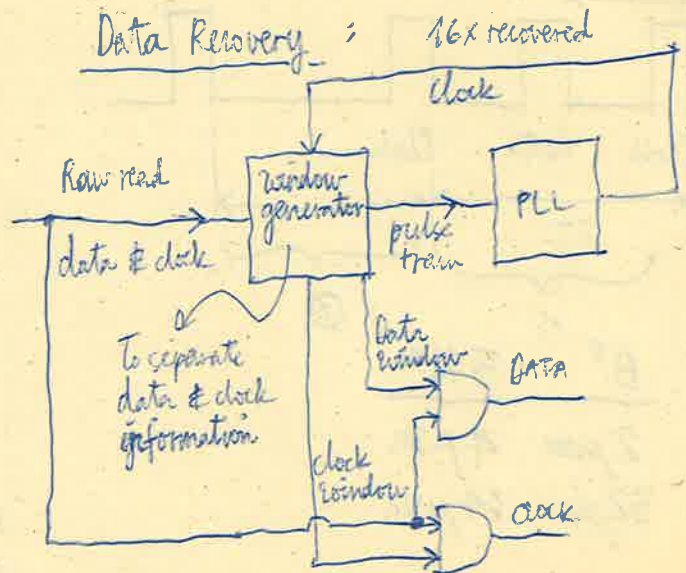 Data Recovery : 16x recovered
clock
Raw read
data & clock
window
generator
pulse
train
PLL
To separate
data & clock
information
Data
window
DATA
clock
window
CLOCK